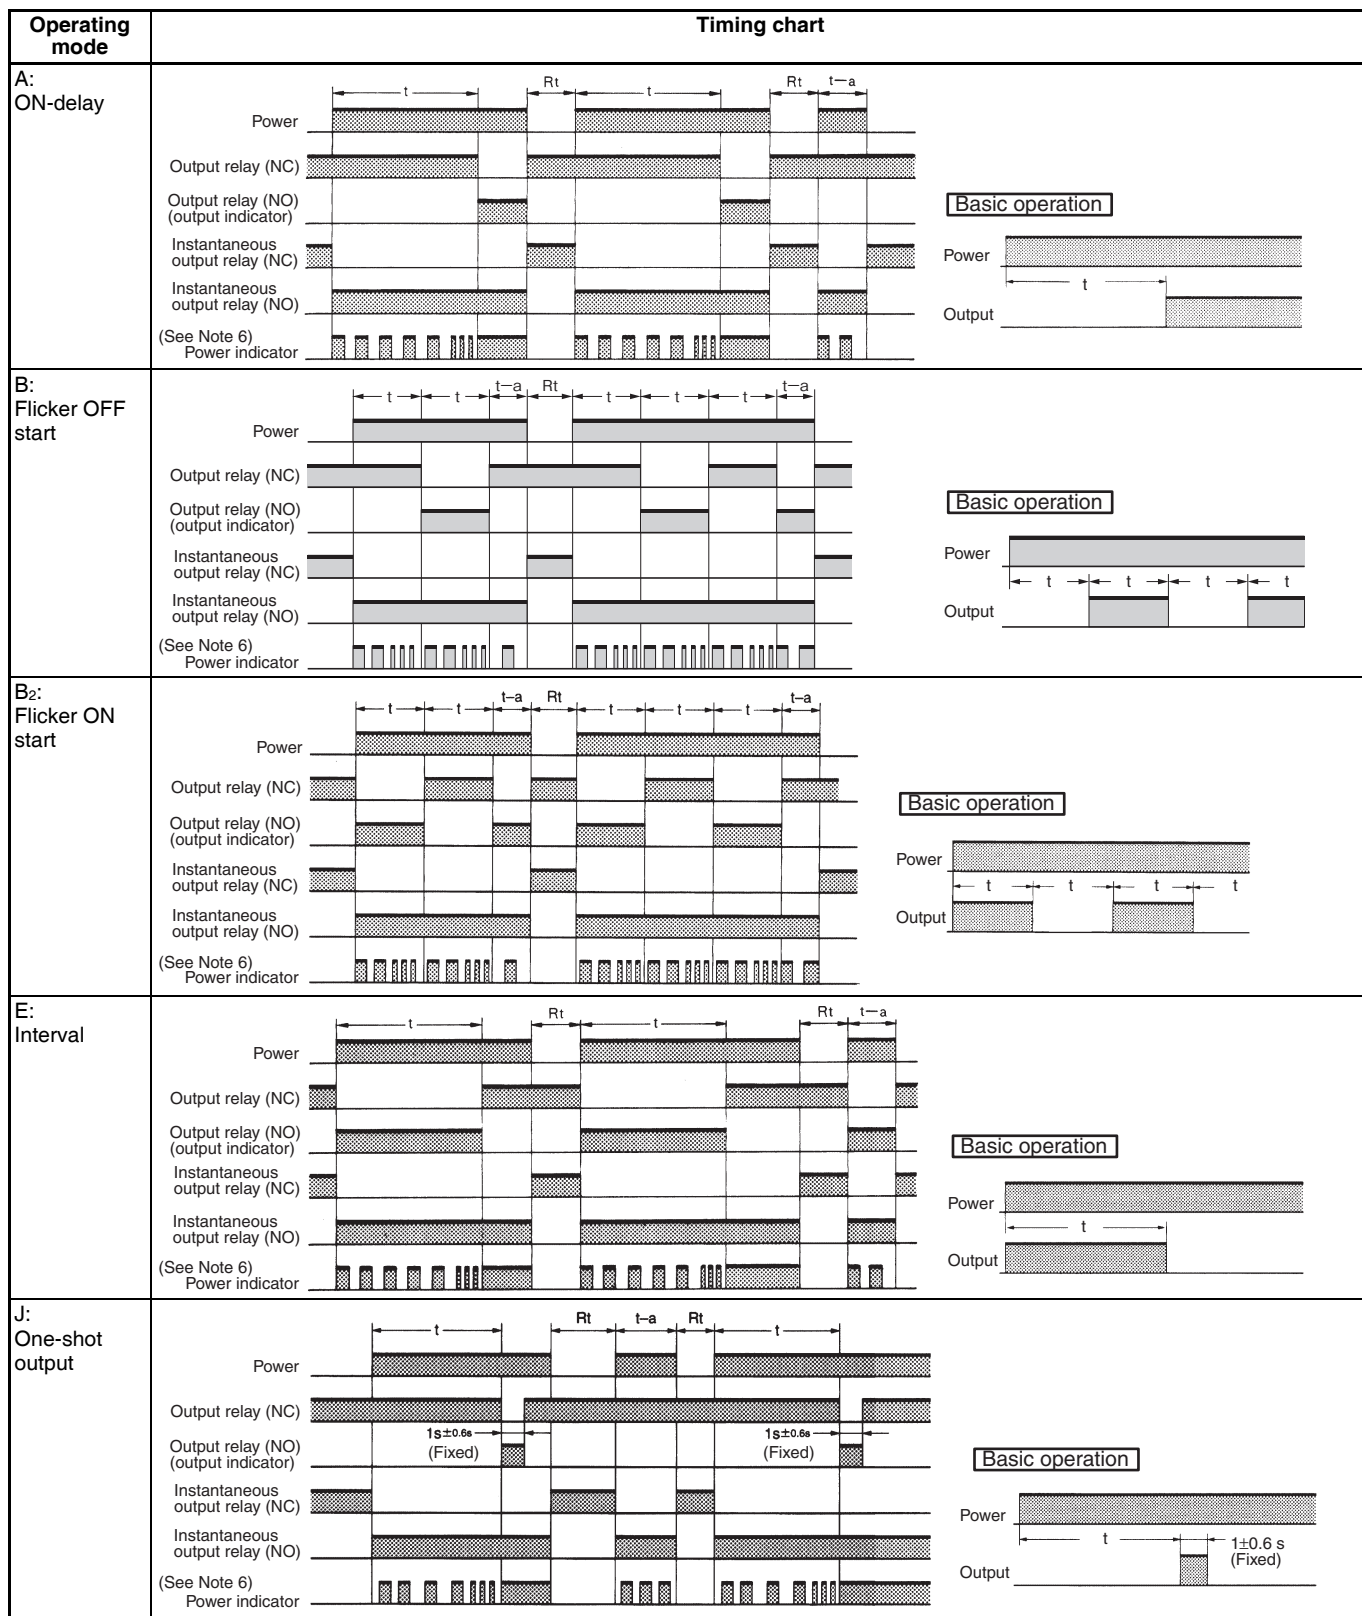 Operating
mode
Timing chart
A:
ON-delay
t
Rt
t
Rt
t–a
Power
Output relay (NC)
Output relay (NO)
(output indicator)
Instantaneous
output relay (NC)
Instantaneous
output relay (NO)
(See Note 6)
Power indicator
Basic operation
Power
t
Output
B:
Flicker OFF
start
t–a
Rt
t–a
t
t
t
t
t
Power
Output relay (NC)
Output relay (NO)
(output indicator)
Instantaneous
output relay (NC)
Instantaneous
output relay (NO)
(See Note 6)
Power indicator
Basic operation
Power
t
t
t
t
Output
B2:
Flicker ON
start
t–a
Rt
t–a
t
t
t
t
t
Power
Output relay (NC)
Output relay (NO)
(output indicator)
Instantaneous
output relay (NC)
Instantaneous
output relay (NO)
(See Note 6)
Power indicator
Basic operation
Power
t
t
t
t
Output
E:
Interval
t
Rt
t
Rt
t–a
Power
Output relay (NC)
Output relay (NO)
(output indicator)
Instantaneous
output relay (NC)
Instantaneous
output relay (NO)
(See Note 6)
Power indicator
Basic operation
Power
t
Output
J:
One-shot
output
t
Rt
t–a
Rt
t
Power
Output relay (NC)
1s±0.6s
(Fixed)
1s±0.6s
(Fixed)
Output relay (NO)
(output indicator)
Instantaneous
output relay (NC)
Instantaneous
output relay (NO)
(See Note 6)
Power indicator
Basic operation
Power
t
1±0.6 s
(Fixed)
Output